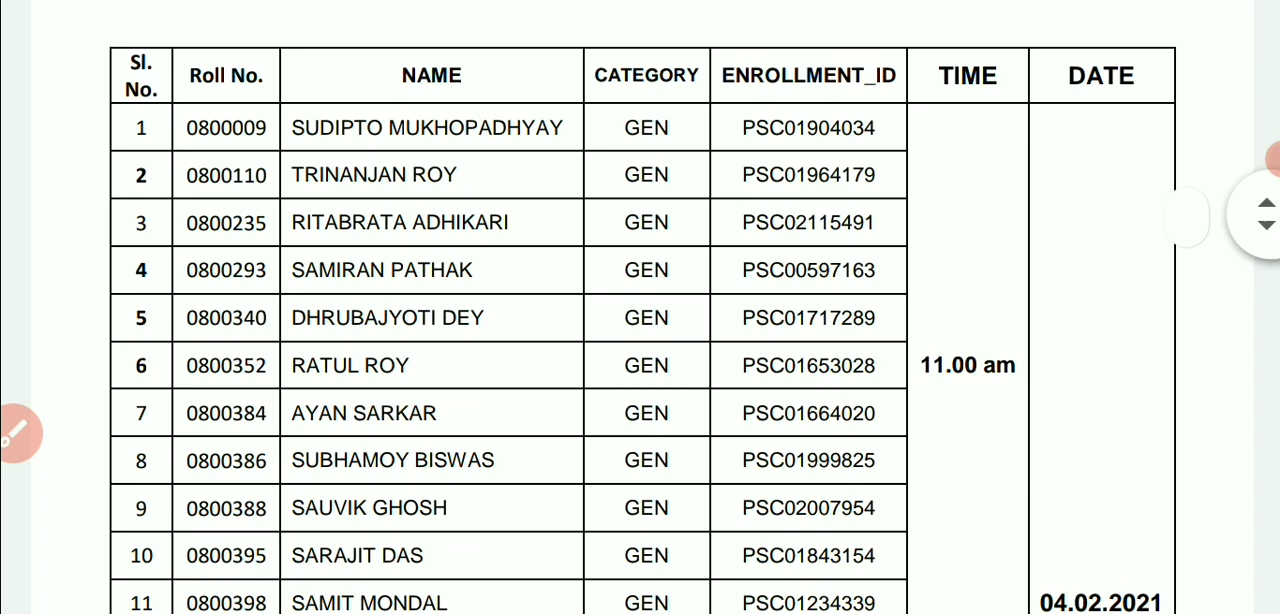 Sl. No. Roll No. NAME CATEGORY ENROLLMENT_ID TIME DATE
1 0800009 SUDIPTO MUKHOPADHYAY GEN PSC01904034
2 0800110 TRINANJAN ROY GEN PSC01964179
3 0800235 RITABRATA ADHIKARI GEN PSC02115491
4 0800293 SAMIRAN PATHAK GEN PSC00597163
5 0800340 DHRUBAJYOTI DEY GEN PSC01717289
6 0800352 RATUL ROY GEN PSC01653028 11.00 am
7 0800384 AYAN SARKAR GEN PSC01664020
8 0800386 SUBHAMOY BISWAS GEN PSC01999825
9 0800388 SAUVIK GHOSH GEN PSC02007954
10 0800395 SARAJIT DAS GEN PSC01843154
11 0800398 SAMIT MONDAL GEN PSC01234339 04.02.2021